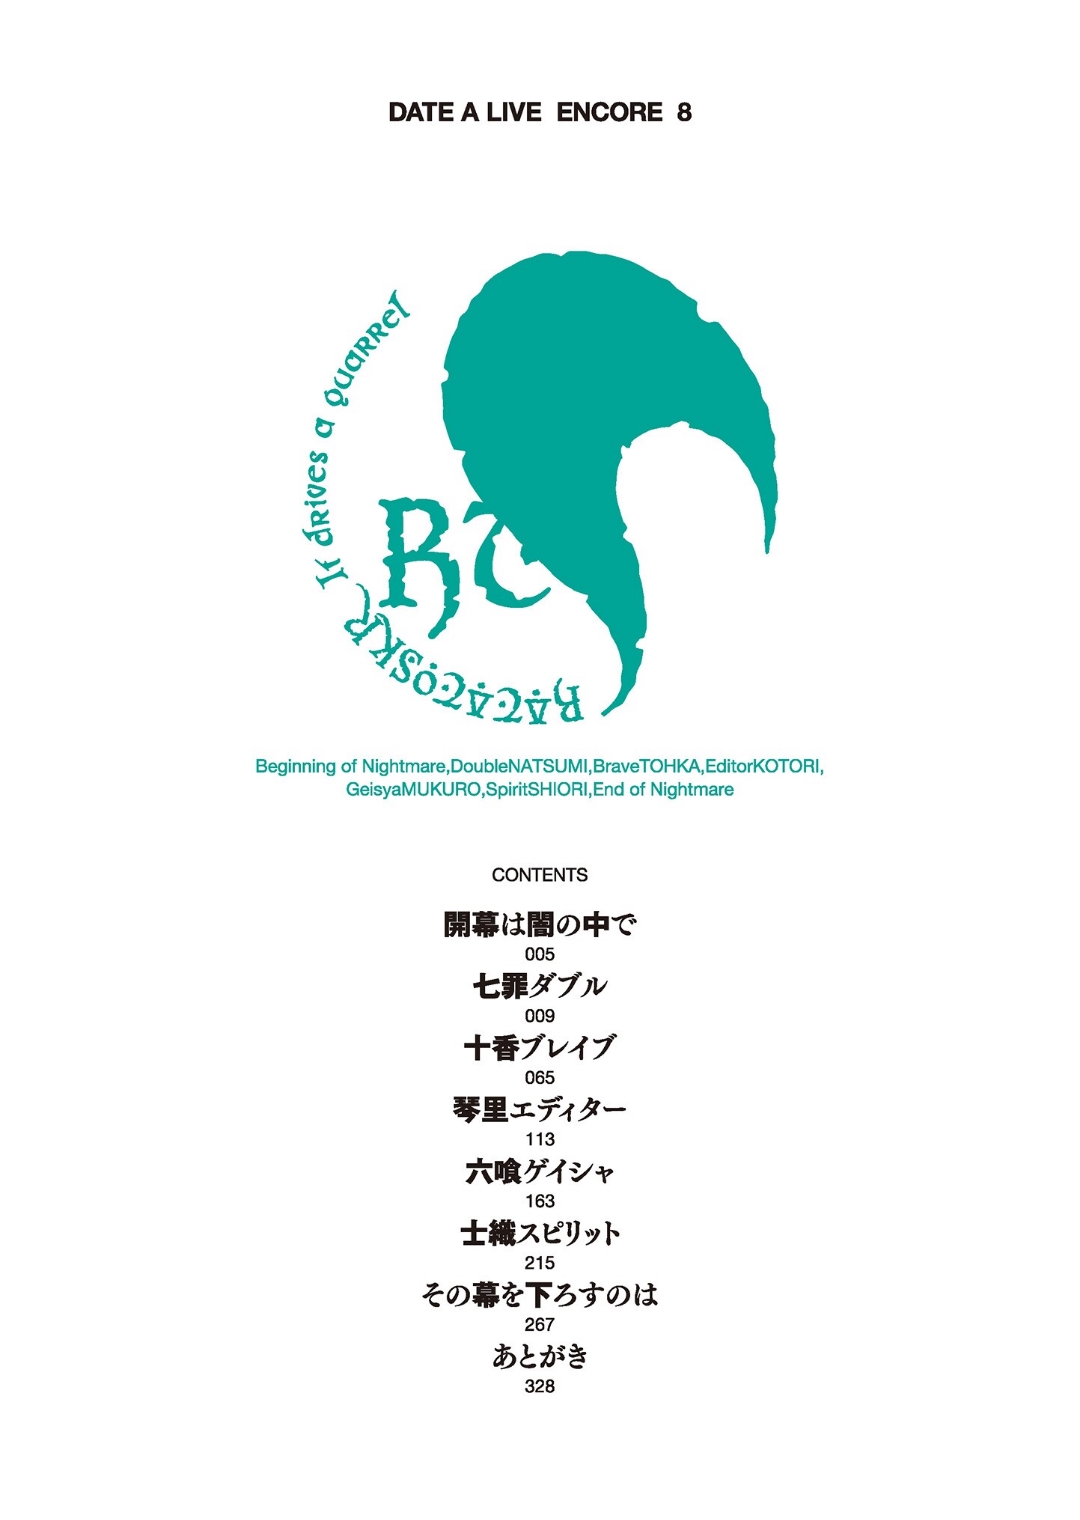 DATE A LIVE ENCORE 8
It drives a quarrel
RT
RATATOSKR
Beginning of Nightmare,DoubleNATSUMI,BraveTOHKA,EditorKOTORI,
GeisyaMUKURO,SpiritSHIORI,End of Nightmare
CONTENTS
開幕は闇の中で
005
七罪ダブル
009
十香ブレイブ
065
琴里エディター
113
六喰ゲイシャ
163
士織スピリット
215
その幕を下ろすのは
267
あとがき
328